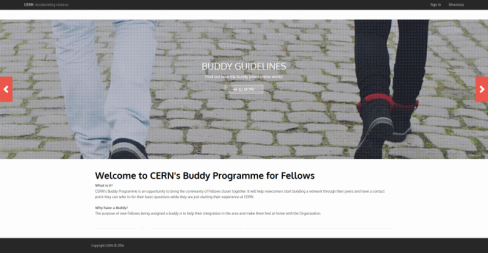 CERN Accelerating science
Sign in Directory
BUDDY GUIDELINES
READ MORE
Welcome to CERN's Buddy Programme for Fellows
What is it?
CERN's Buddy Programme is an opportunity to bring the community of Fellows closer together. It will help newcomers start building a network through their peers and have a contact
point they can refer to for their basic questions while they are just starting their experience at CERN.
Why have a Buddy?
The purpose of new Fellows being assigned a buddy is to help their integration in the area and make them feel at home with the Organization.
Copyright CERN ©